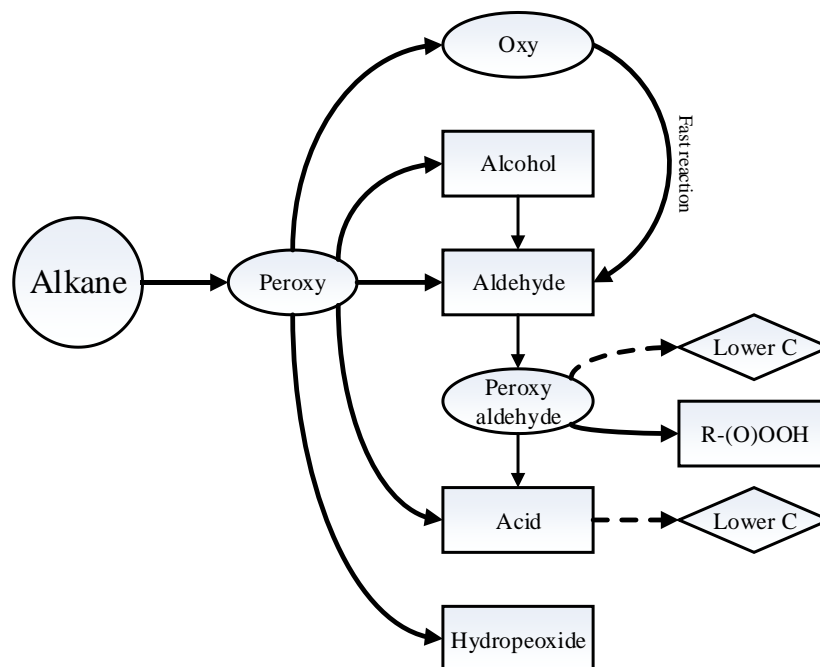 Oxy
Fast reaction
Alcohol
Alkane
Peroxy
Aldehyde
Lower C
Peroxy
aldehyde
R-(O)OOH
Acid
Lower C
Hydropeoxide